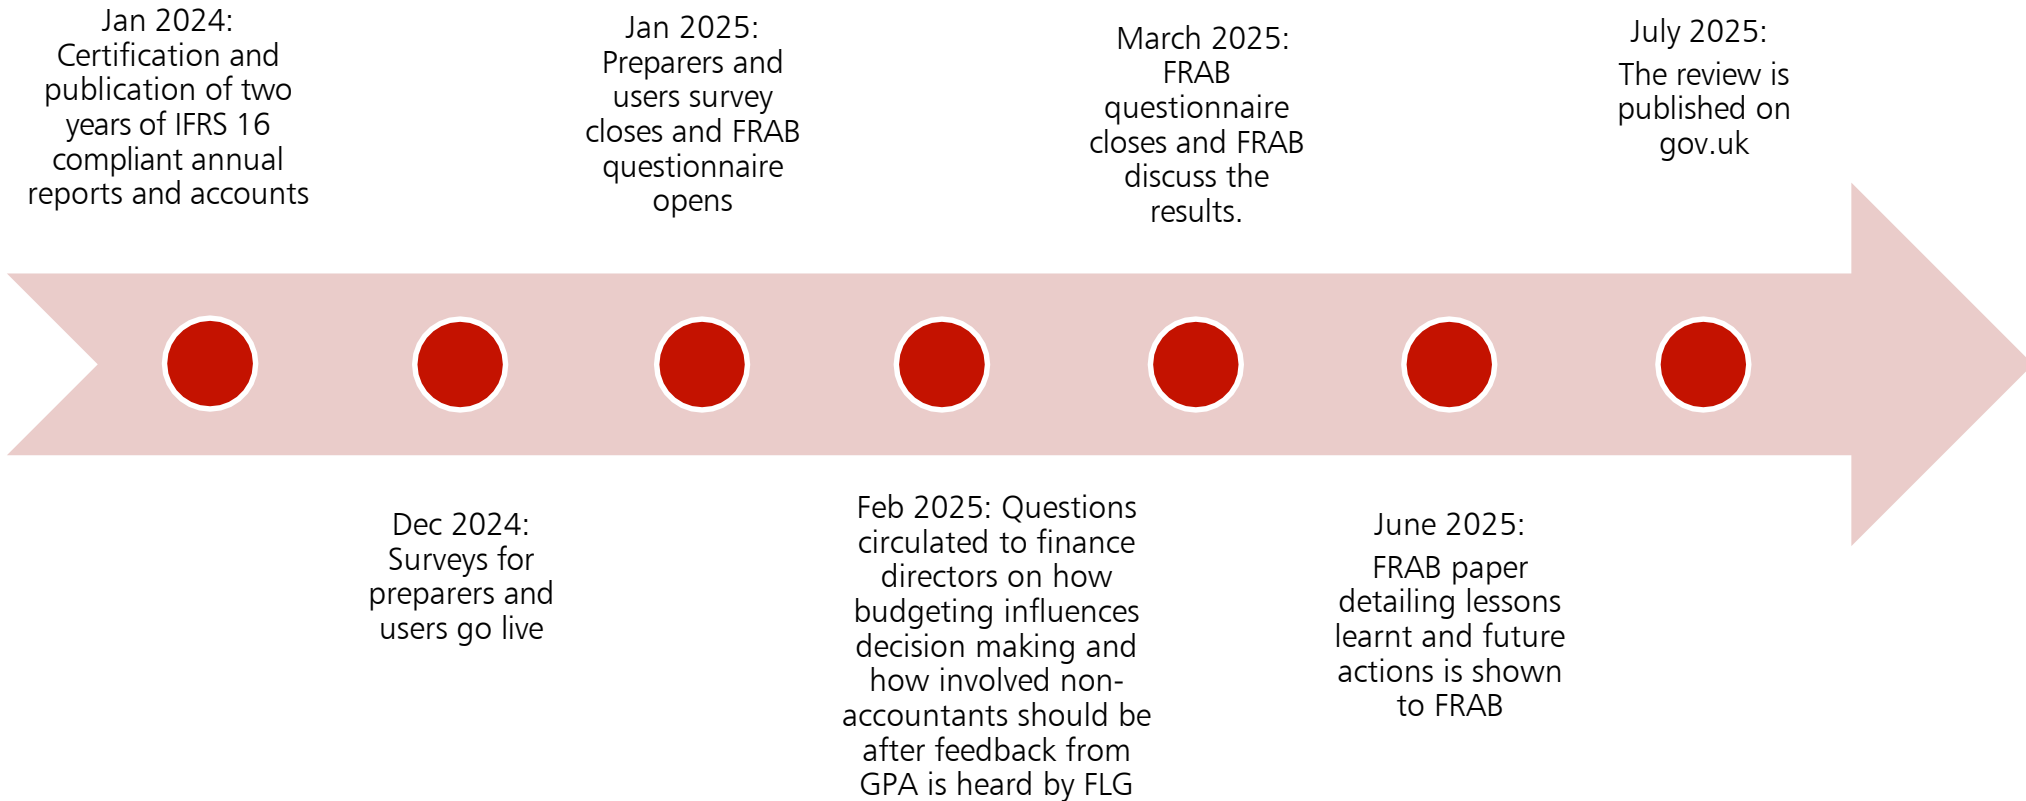 Jan 2024:
Certification and
publication of two
years of IFRS 16
compliant annual
reports and accounts
Dec 2024:
Surveys for
preparers and
users go live
Jan 2025:
Preparers and
users survey
closes and FRAB
questionnaire
opens
Feb 2025: Questions
circulated to finance
directors on how
budgeting influences
decision making and
how involved non-
accountants should be
after feedback from
GPA is heard by FLG
March 2025:
FRAB
questionnaire
closes and FRAB
discuss the
results.
June 2025:
FRAB paper
detailing lessons
learnt and future
actions is shown
to FRAB
July 2025:
The review is
published on
gov.uk